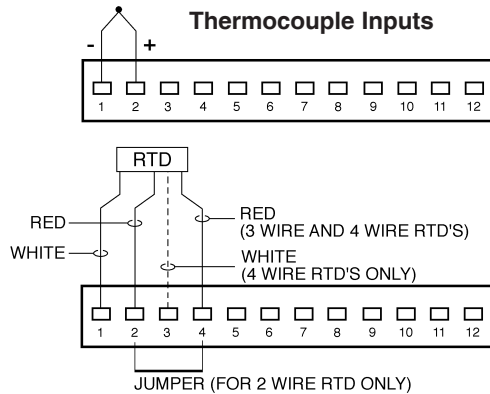 Thermocouple Inputs
- +
1 2 3 4 5 6 7 8 9 10 11 12
RTD
RED
WHITE
RED
(3 WIRE AND 4 WIRE RTD'S)
WHITE
(4 WIRE RTD'S ONLY)
1 2 3 4 5 6 7 8 9 10 11 12
JUMPER (FOR 2 WIRE RTD ONLY)